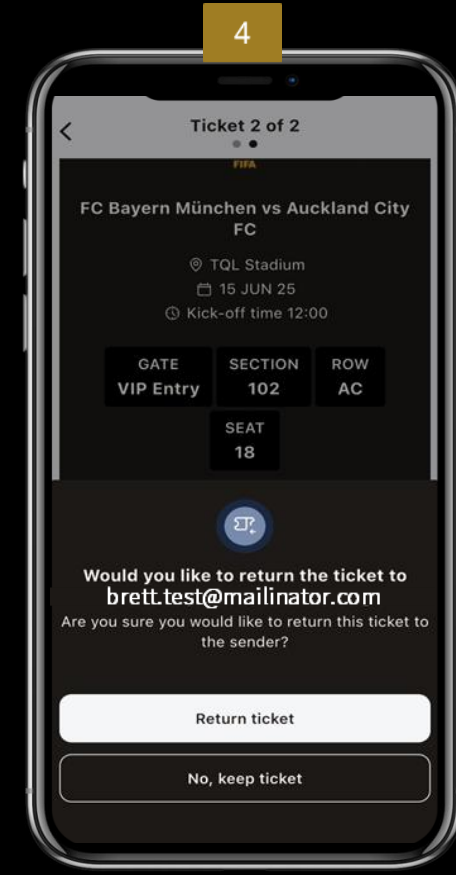 4
Ticket 2 of 2
FIFA
FC Bayern München vs Auckland City
FC
TQL Stadium
15 JUN 25
Kick-off time 12:00
GATE SECTION ROW
VIP Entry 102 AC
SEAT
18
Would you like to return the ticket to
brett.test@mailinator.com
Are you sure you would like to return this ticket to
the sender?
Return ticket
No, keep ticket